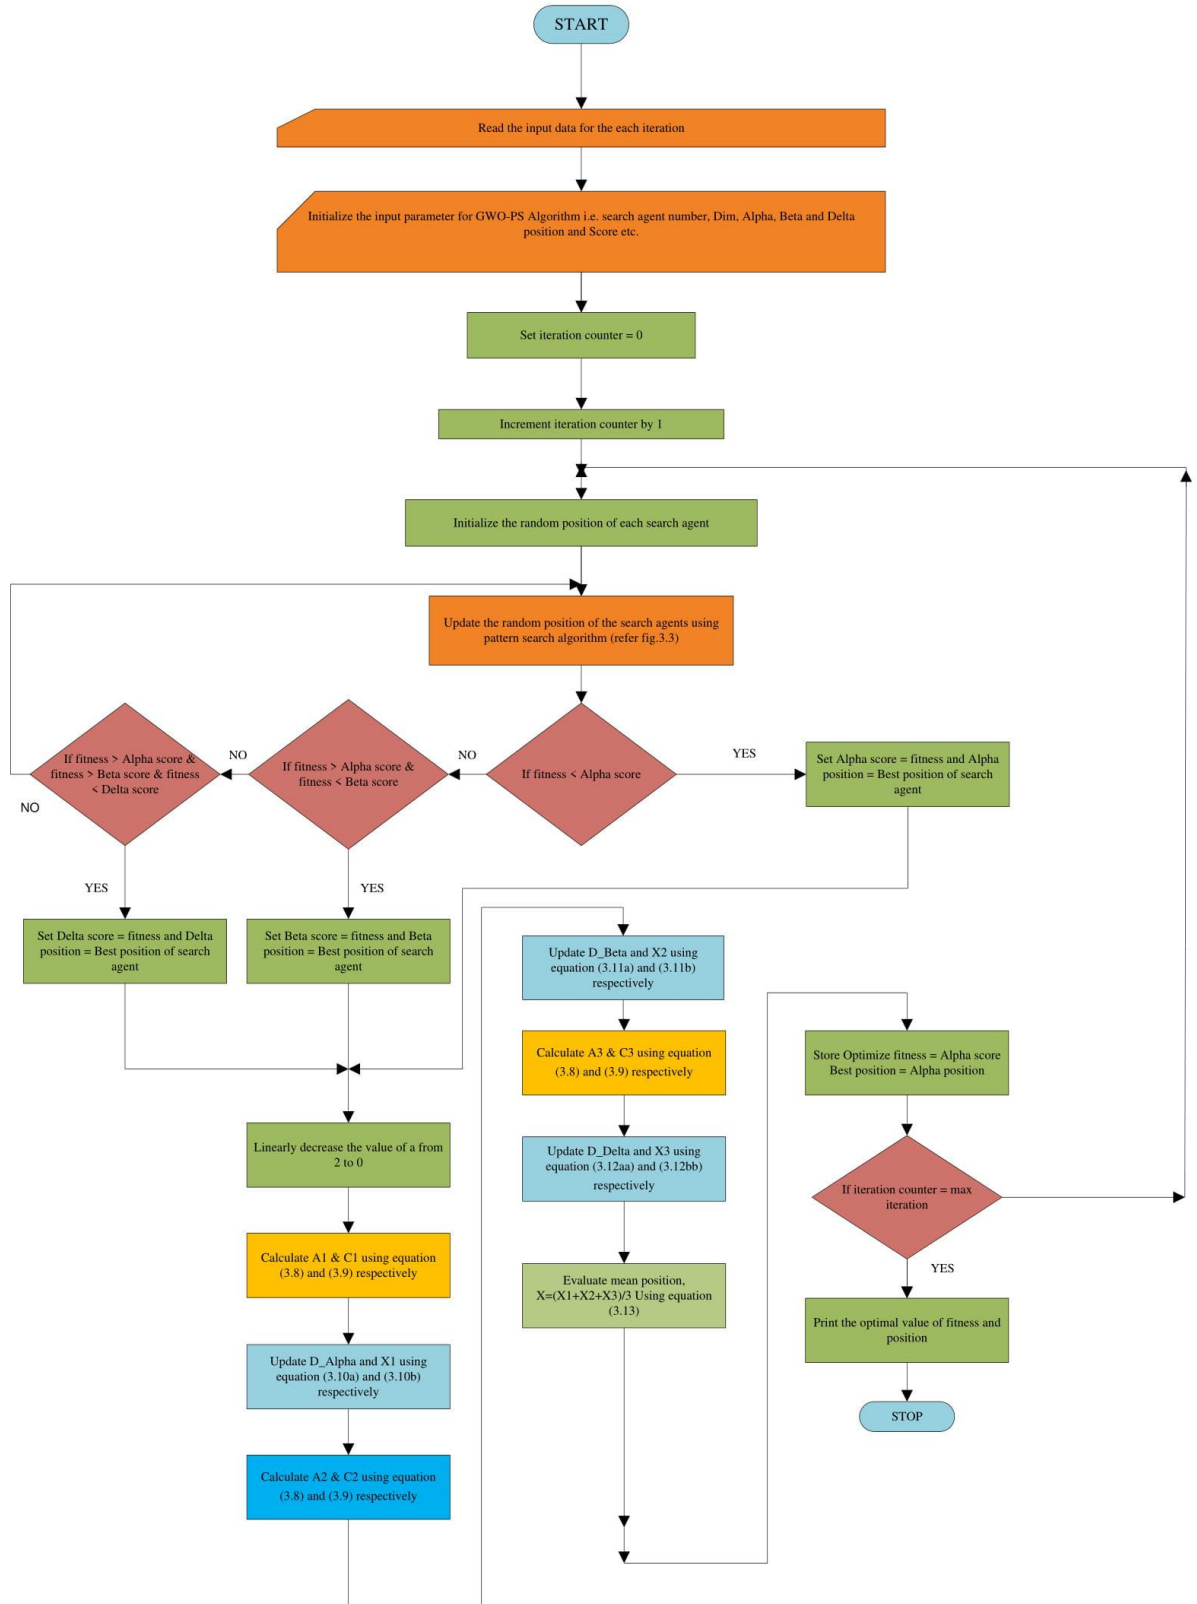 START
Read the input data for the each iteration
Initialize the input parameter for GWO-PS Algorithm i.e. search agent number, Dim, Alpha, Beta and Delta
position and Score etc.
Set iteration counter = 0
Increment iteration counter by 1
Initialize the random position of each search agent
Update the random position of the search agents using
pattern search algorithm (refer fig.3.3)
If fitness < Alpha score
YES
Set Alpha score = fitness and Alpha
position = Best position of search
agent
NO
If fitness > Alpha score &
fitness < Beta score
NO
If fitness > Alpha score &
fitness > Beta score & fitness
< Delta score
NO
YES
YES
Set Delta score = fitness and Delta
position = Best position of search
agent
Set Beta score = fitness and Beta
position = Best position of search
agent
Linearly decrease the value of a from
2 to 0
Calculate A1 & C1 using equation
(3.8) and (3.9) respectively
Update D_Alpha and X1 using
equation (3.10a) and (3.10b)
respectively
Calculate A2 & C2 using equation
(3.8) and (3.9) respectively
Update D_Beta and X2 using
equation (3.11a) and (3.11b)
respectively
Calculate A3 & C3 using equation
(3.8) and (3.9) respectively
Update D_Delta and X3 using
equation (3.12aa) and (3.12bb)
respectively
Evaluate mean position,
X=(X1+X2+X3)/3 Using equation
(3.13)
Store Optimize fitness = Alpha score
Best position = Alpha position
If iteration counter = max
iteration
YES
Print the optimal value of fitness and
position
STOP